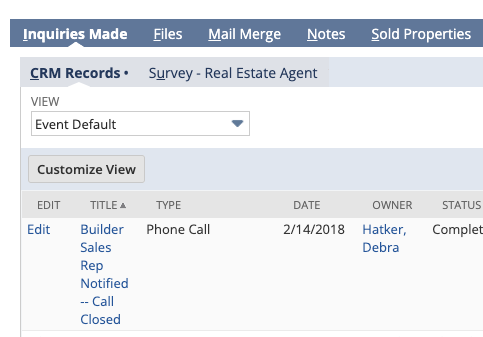 Inquiries Made Files Mail Merge Notes Sold Properties
CRM Records • Survey - Real Estate Agent
VIEW
Event Default
Customize View
EDIT TITLE ▲ TYPE DATE OWNER STATUS
Edit Builder Phone Call 2/14/2018 Hatker, Complet
Sales Debra
Rep
Notified
-- Call
Closed